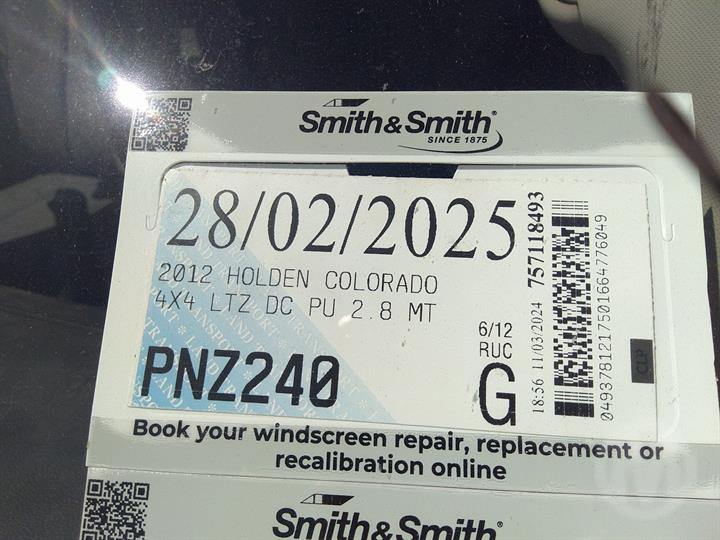 Smith&Smith®
SINCE 1875
28/02/2025
2012 HOLDEN COLORADO
4X4 LTZ DC PU 2.8 MT
6/12
RUC
G
PNZ240
18:56 11/03/2024 757118493
0493781217501664776049
CLP
Book your windscreen repair, replacement or
recalibration online
Smith&Smith®